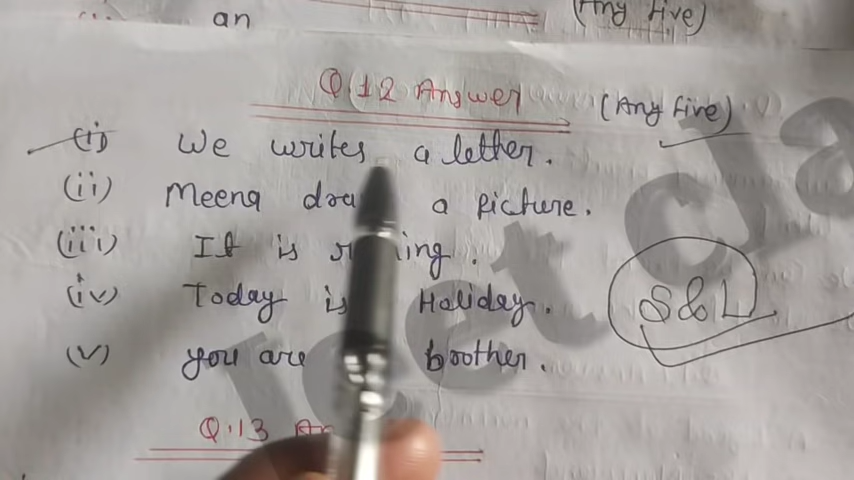 an (Any five)
Q.12 Answer (Any five)
(i) We writes a letter.
(ii) Meena a Picture.
(iii) It is
(iv) Today is Holiday.
(v) you are boother.
S&L
Q.13